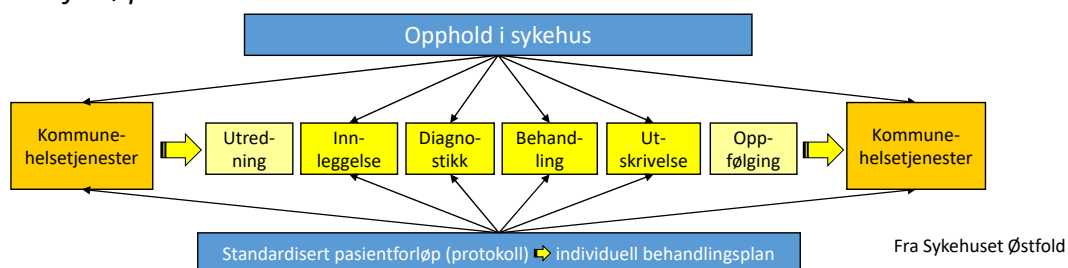 Opphold i sykehus
Kommune-
helsetjenester
Utred-
ning
Inn-
leggelse
Diagno-
stikk
Behand-
ling
Ut-
skrivelse
Opp-
følging
Kommune-
helsetjenester
Standardisert pasientforløp (protokoll) individuell behandlingsplan
Fra Sykehuset Østfold